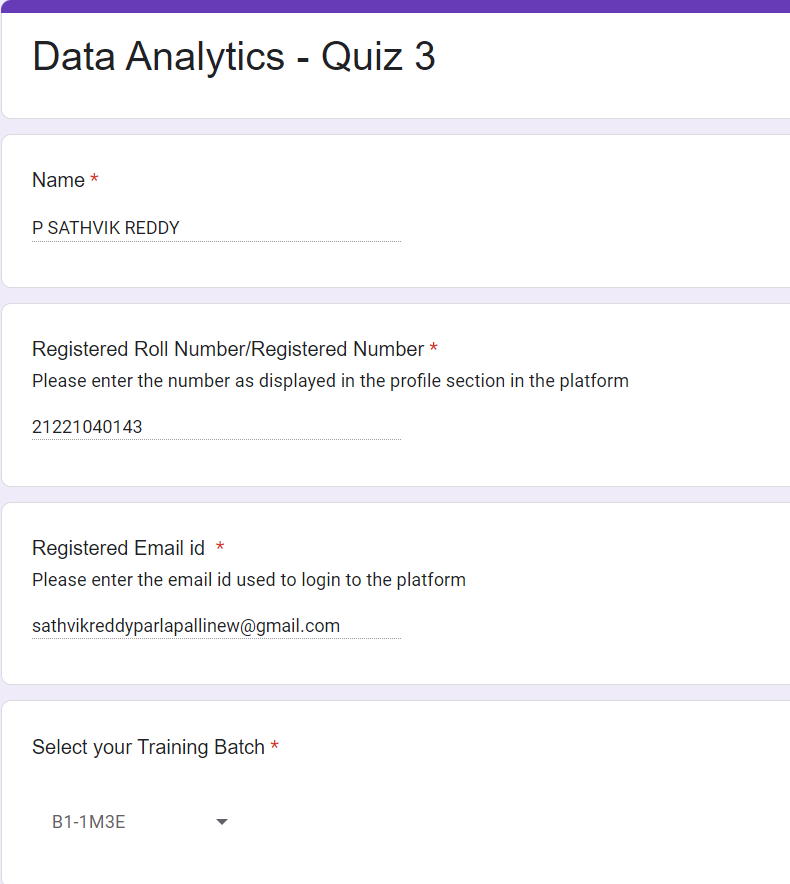 Data Analytics - Quiz 3
Name *
P SATHVIK REDDY
Registered Roll Number/Registered Number *
Please enter the number as displayed in the profile section in the platform
21221040143
Registered Email id *
Please enter the email id used to login to the platform
sathvikreddyparlapallinew@gmail.com
Select your Training Batch *
B1-1M3E